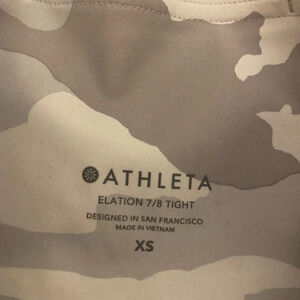 ATHLETA
ELATION 7/8 TIGHT
DESIGNED IN SAN FRANCISCO
MADE IN VIETNAM
XS